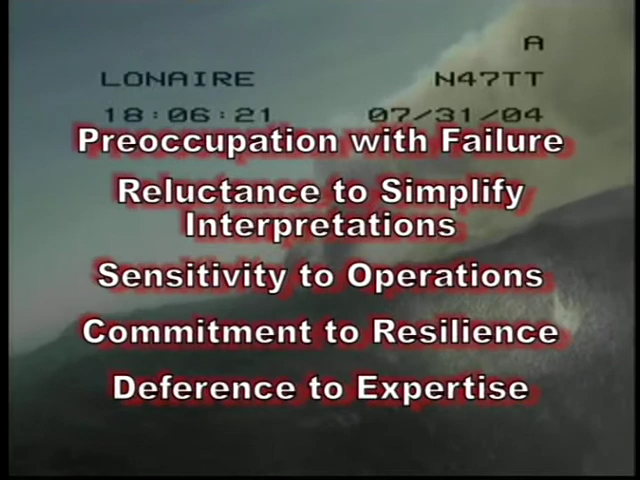 A
LONAIRE N47TT
18:06:21 07/31/04
Preoccupation with Failure
Reluctance to Simplify
Interpretations
Sensitivity to Operations
Commitment to Resilience
Deference to Expertise